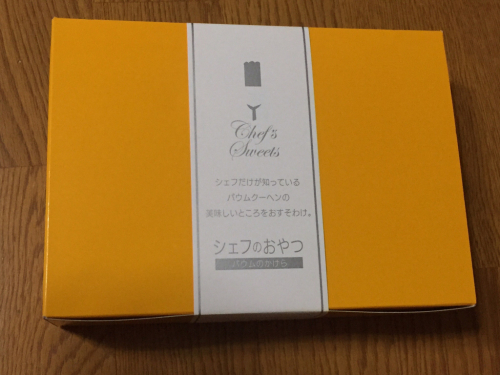 Chef's
Sweets
シェフだけが知っている
バウムクーヘンの
美味しいところをおすそわけ。
シェフのおやつ
バウムのかけら